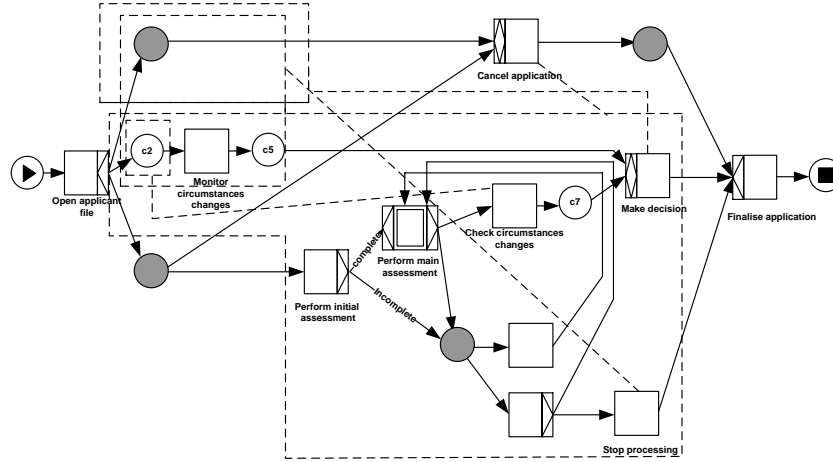 Cancel application
c2
c5
Monitor
circumstances
changes
Open applicant
file
c7
Make decision
Finalise application
Check circumstances
changes
complete
Perform main
assessment
Perform initial
assessment
Incomplete
Stop processing